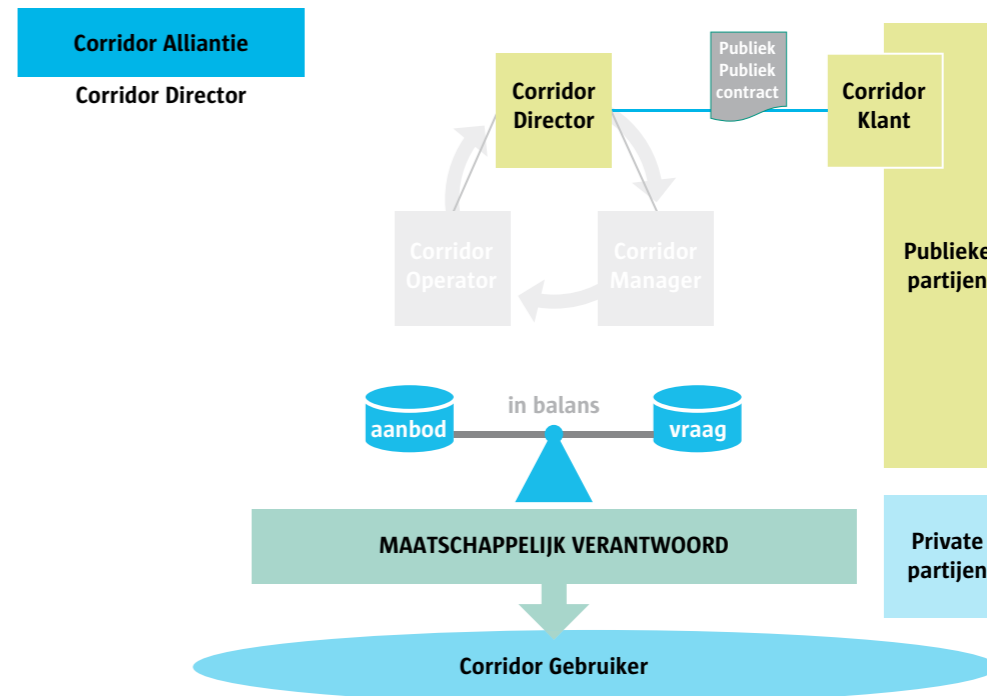 Corridor Alliantie
Corridor Director
Publiek
Publiek
contract
Corridor
Director
Corridor
Klant
Corridor
Operator
Corridor
Manager
Publieke
partijen
in balans
aanbod
vraag
MAATSCHAPPELIJK VERANTWOORD
Private
partijen
Corridor Gebruiker